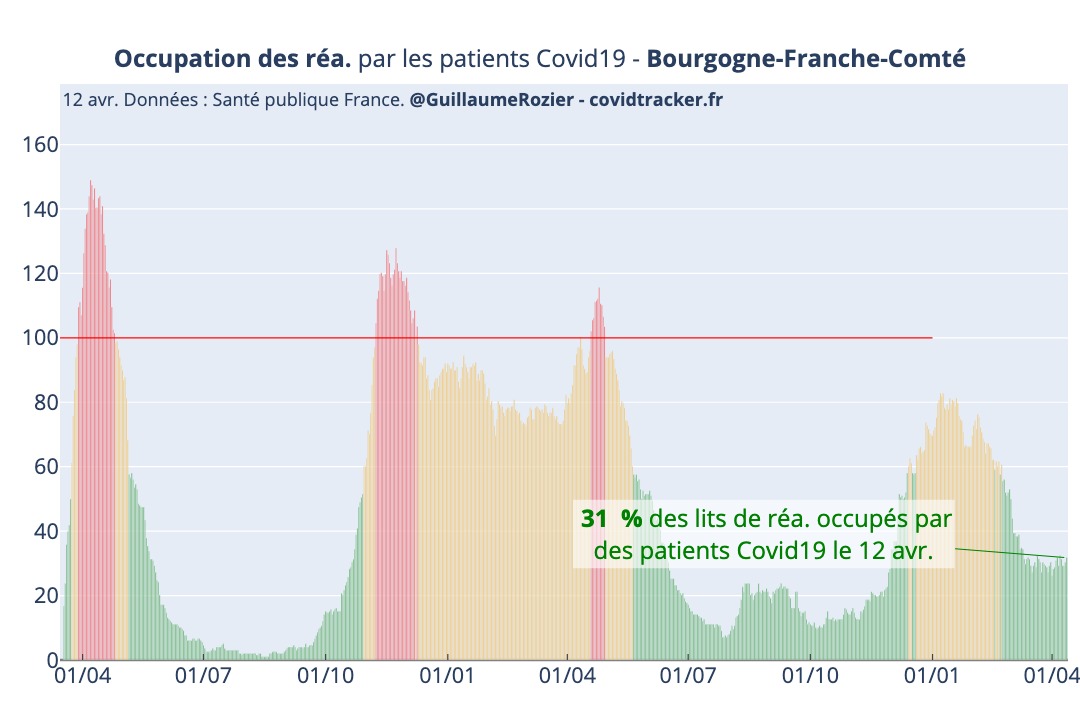 Occupation des réa. par les patients Covid19 - Bourgogne-Franche-Comté
12 avr. Données : Santé publique France. @GuillaumeRozier - covidtracker.fr
160
140
120
100
80
60
40
20
0
31 % des lits de réa. occupés par
des patients Covid19 le 12 avr.
01/04 01/07 01/10 01/01 01/04 01/07 01/10 01/01 01/04